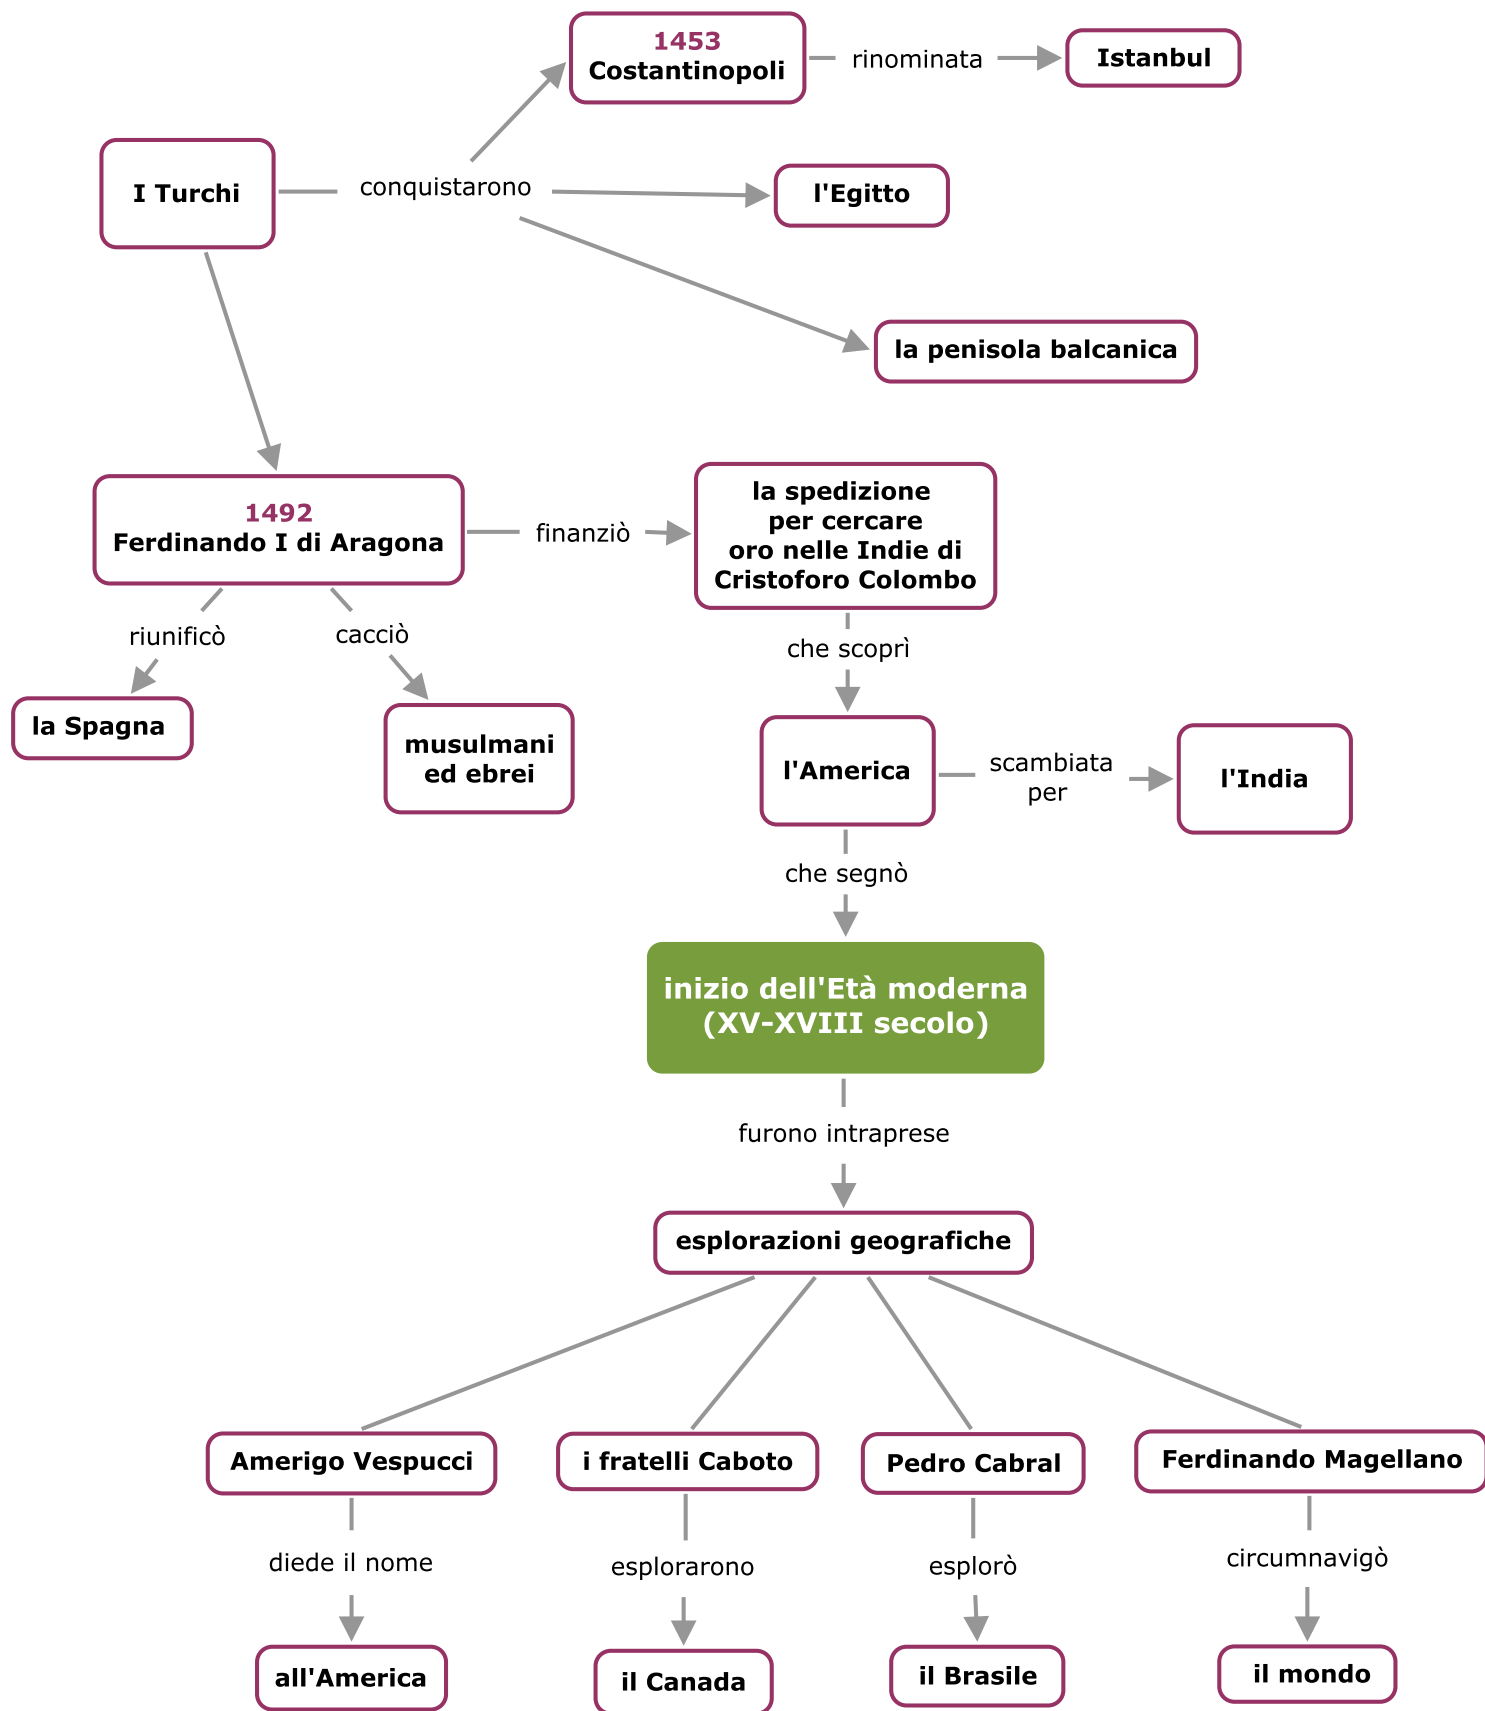 1453
Costantinopoli
rinominata
Istanbul
I Turchi
conquistarono
l'Egitto
la penisola balcanica
1492
Ferdinando I di Aragona
finanziò
la spedizione
per cercare
oro nelle Indie di
Cristoforo Colombo
riunificò
cacciò
che scoprì
la Spagna
musulmani
ed ebrei
l'America
scambiata
per
l'India
che segnò
inizio dell'Età moderna
(XV-XVIII secolo)
furono intraprese
esplorazioni geografiche
Amerigo Vespucci
i fratelli Caboto
Pedro Cabral
Ferdinando Magellano
diede il nome
esplorarono
esplorò
circumnavigò
all'America
il Canada
il Brasile
il mondo